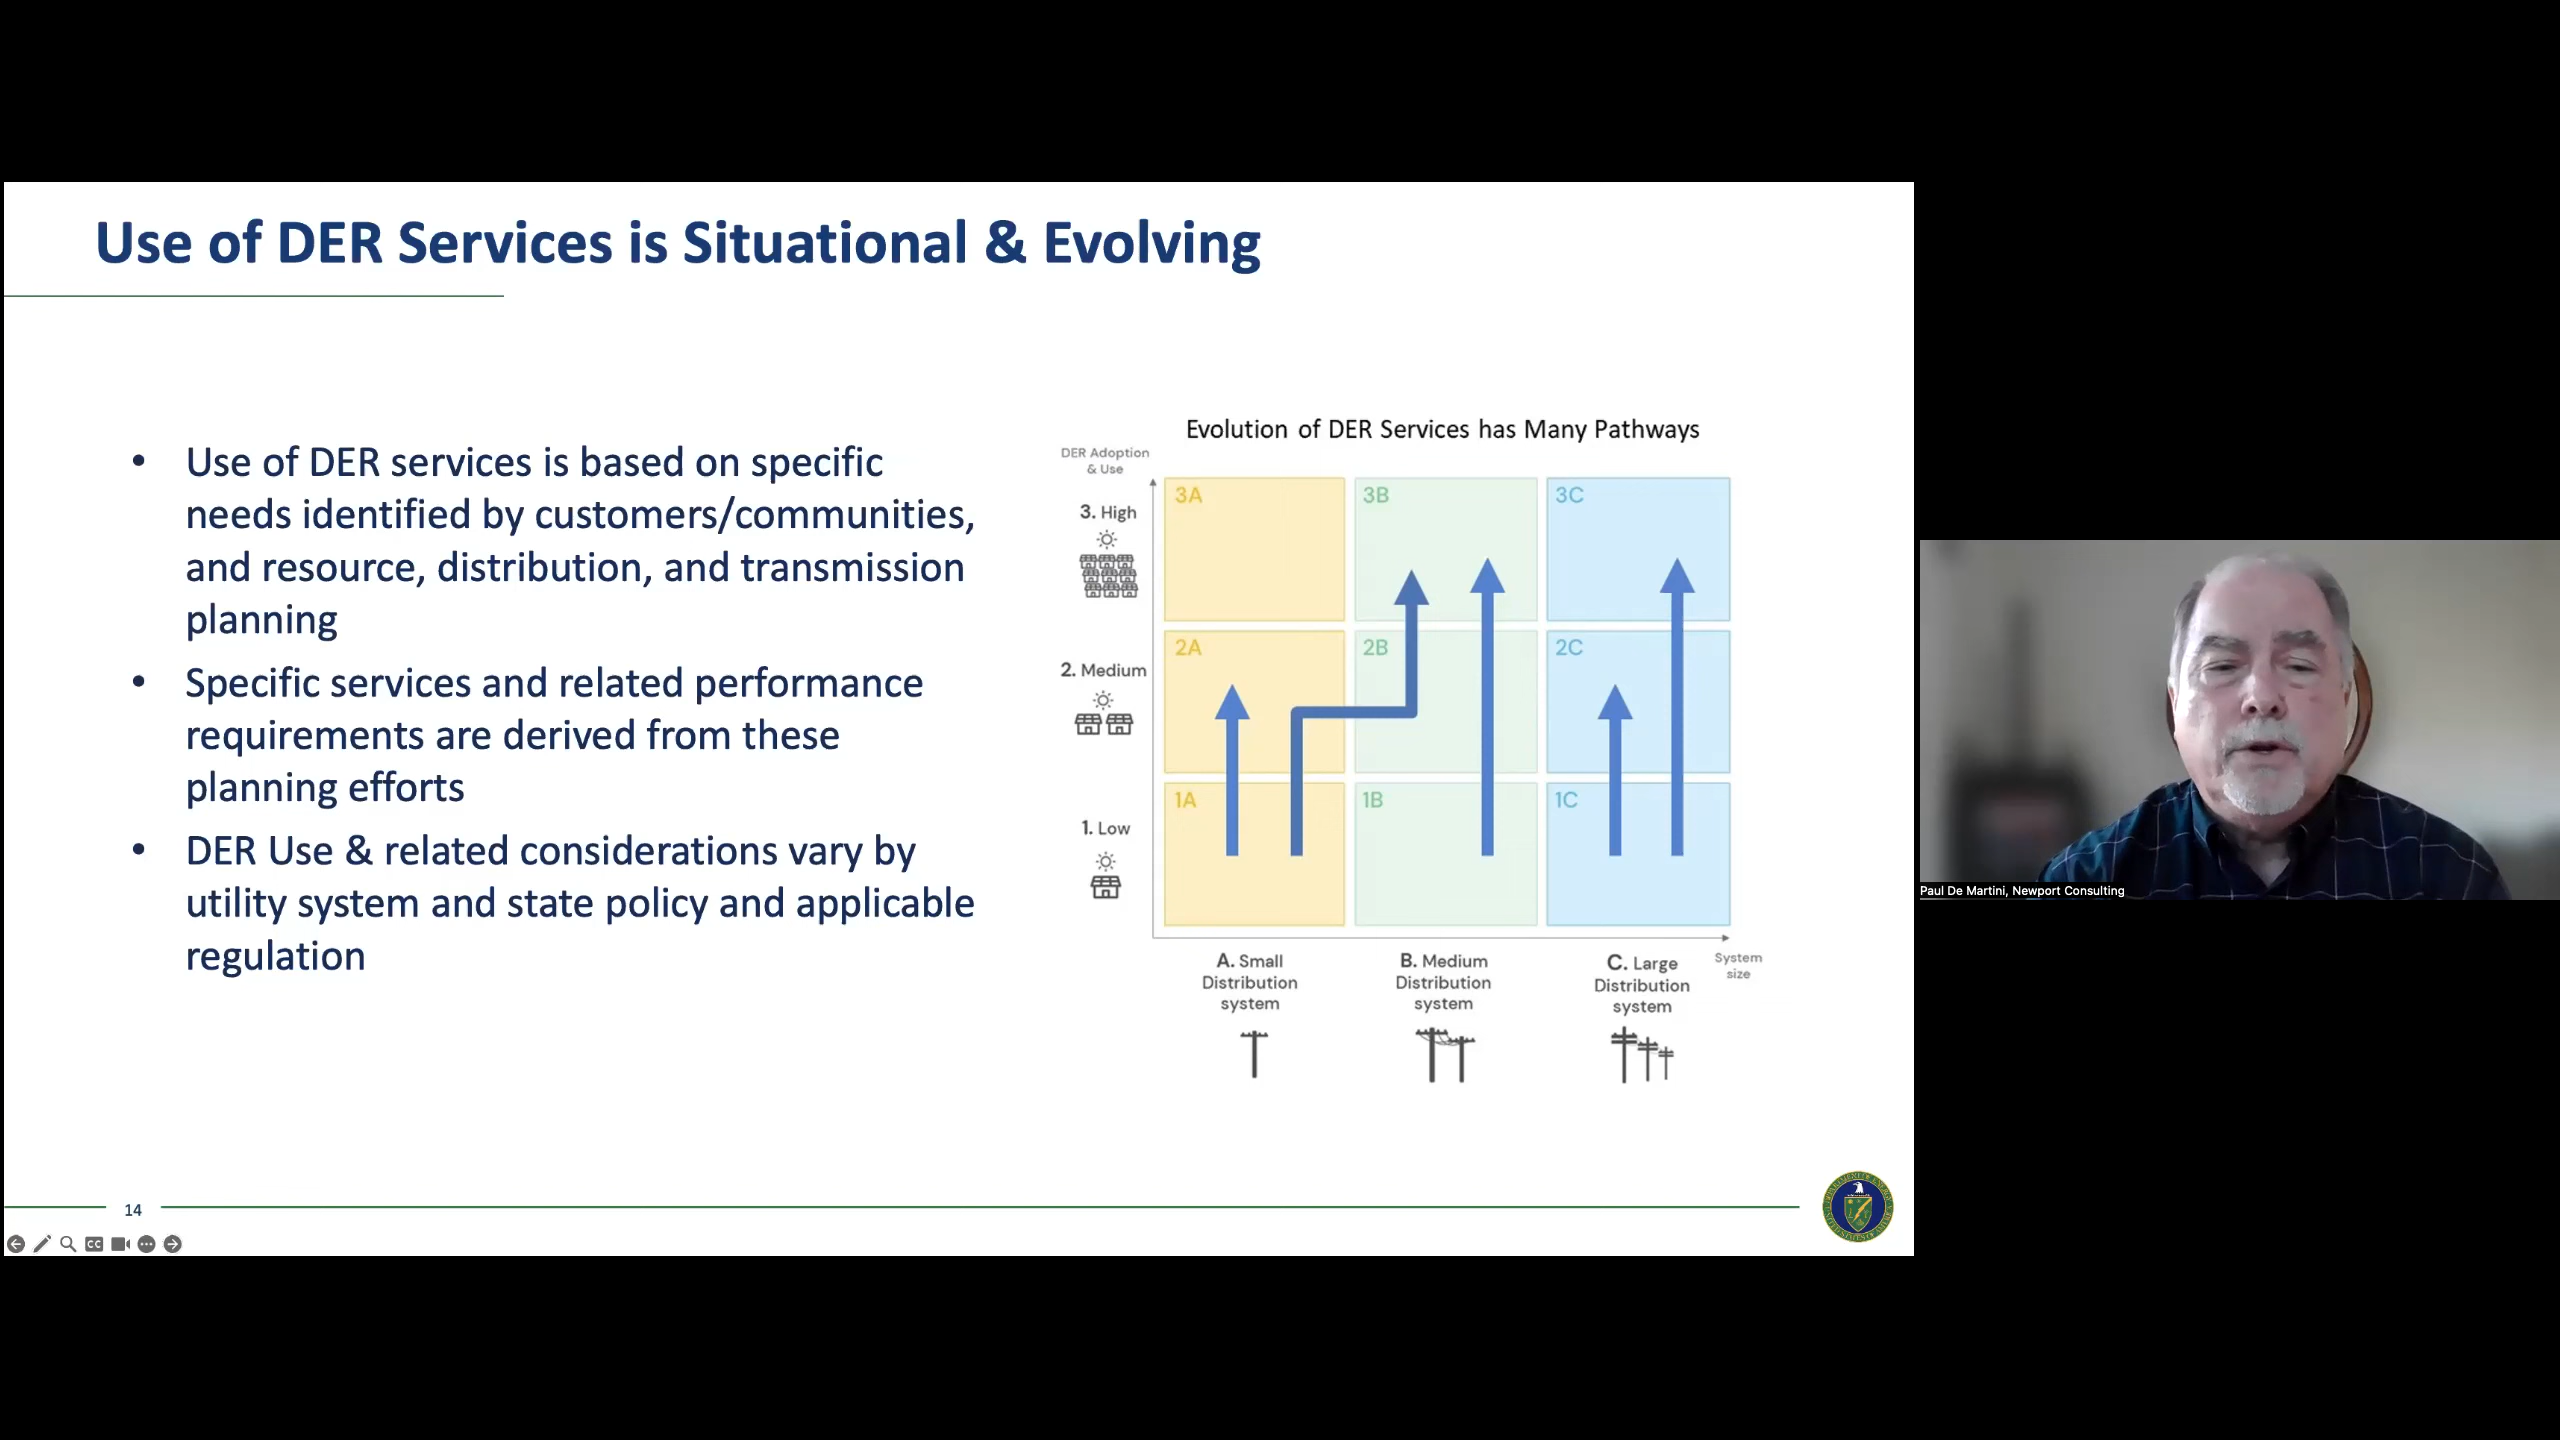 Use of DER Services is Situational & Evolving
• Use of DER services is based on specific
needs identified by customers/communities,
and resource, distribution, and transmission
planning
• Specific services and related performance
requirements are derived from these
planning efforts
• DER Use & related considerations vary by
utility system and state policy and applicable
regulation
Evolution of DER Services has Many Pathways
DER Adoption
& Use
3. High
2. Medium
1. Low
3A
3B
3C
2A
2B
2C
1A
1B
1C
A. Small
Distribution
system
B. Medium
Distribution
system
C. Large
Distribution
system
System
size
14
CC
Paul De Martini, Newport Consulting